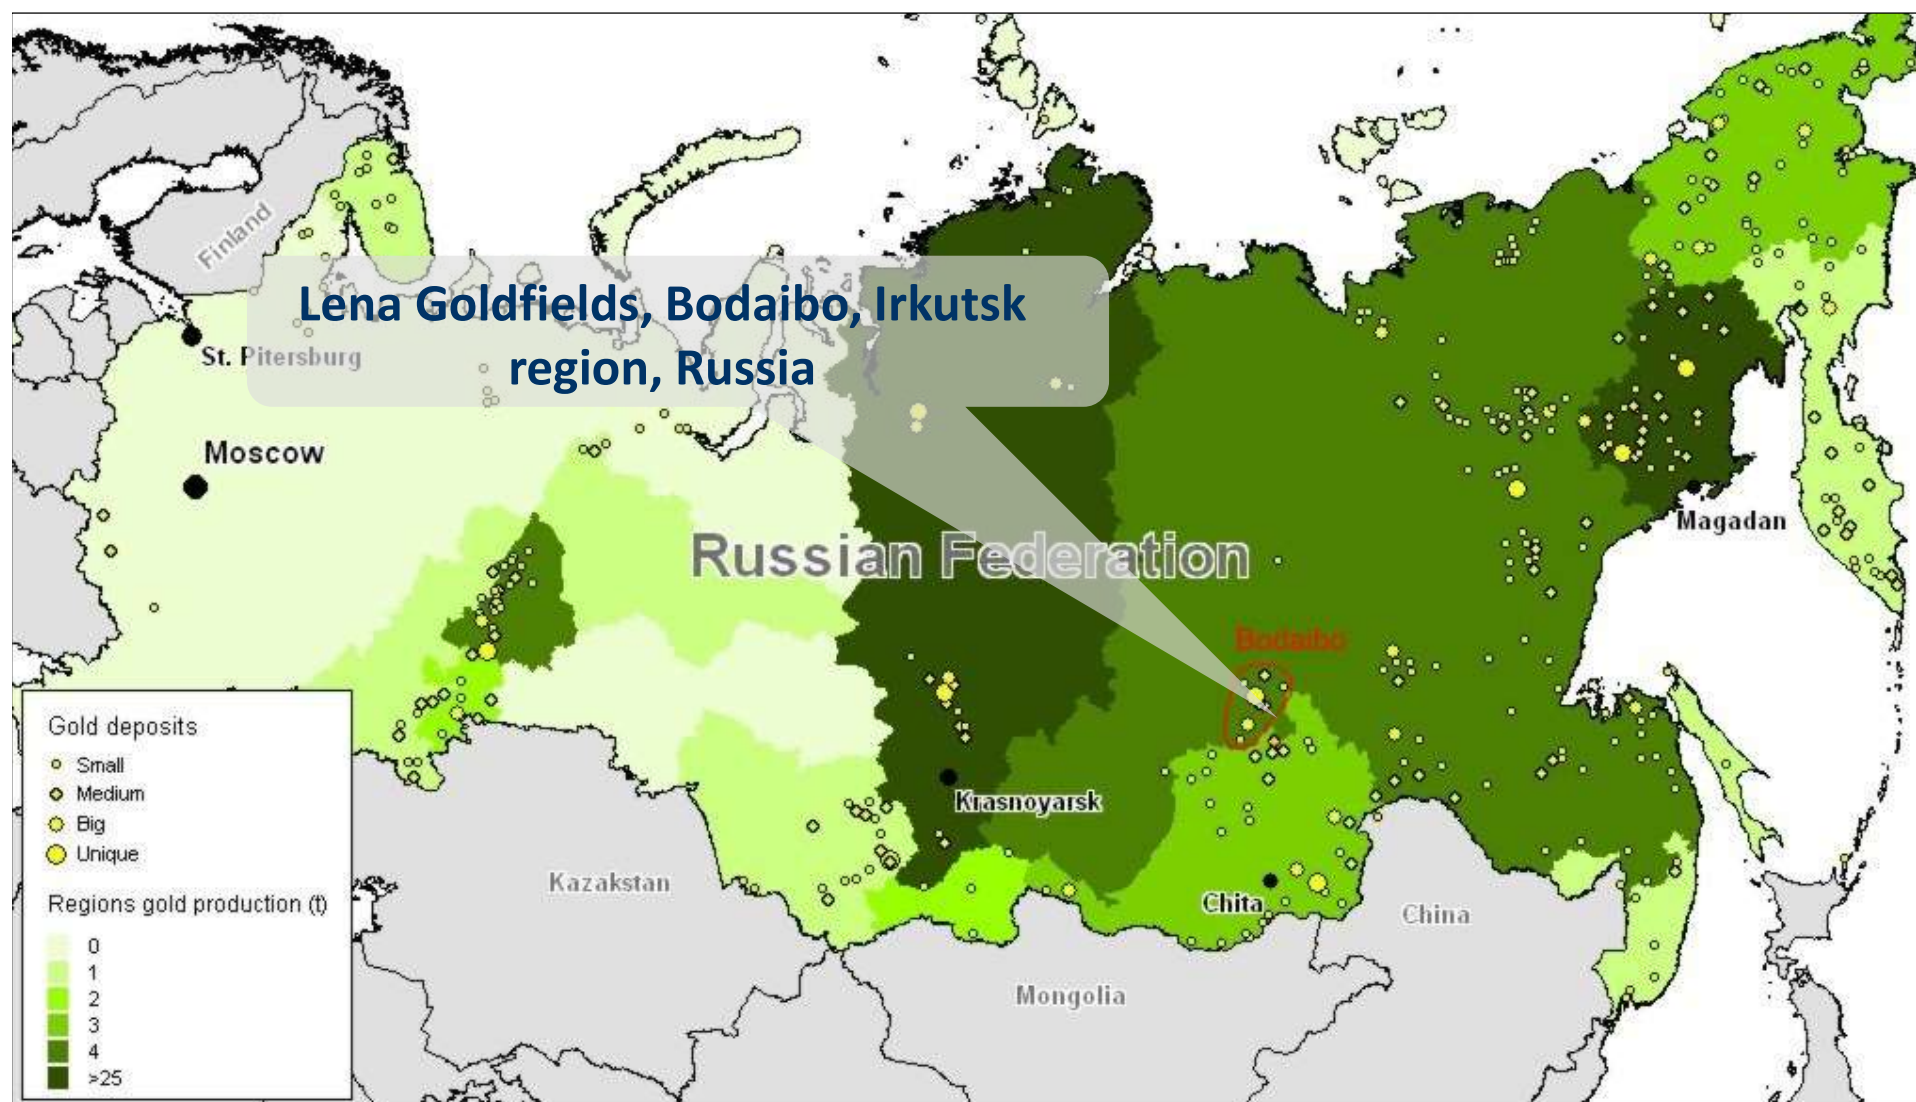 Lena Goldfields, Bodaibo, Irkutsk
region, Russia
Finland
St. Pitersburg
Moscow
Russian Federation
Magadan
Bodaibo
Krasnoyarsk
Kazakstan
Chita
China
Mongolia
Gold deposits
Small
Medium
Big
Unique
Regions gold production (t)
0
1
2
3
4
>25